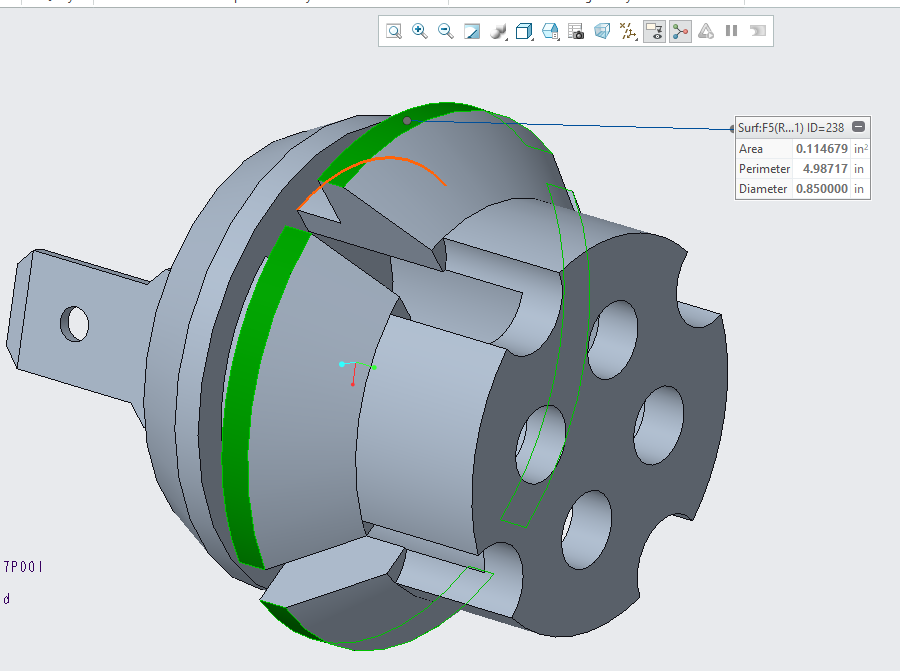 Surf:F5(R...1) ID=238
Area 0.114679 in²
Perimeter 4.98717 in
Diameter 0.850000 in
7P001
d